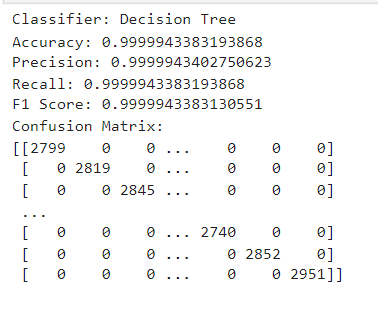 Classifier: Decision Tree
Accuracy: 0.9999943383193868
Precision: 0.9999943402750623
Recall: 0.9999943383193868
F1 Score: 0.9999943383130551
Confusion Matrix:
[[2799    0    0 ...    0    0    0]
 [   0 2819    0 ...    0    0    0]
 [   0    0 2845 ...    0    0    0]
 ...
 [   0    0    0 ... 2740    0    0]
 [   0    0    0 ...    0 2852    0]
 [   0    0    0 ...    0    0 2951]]